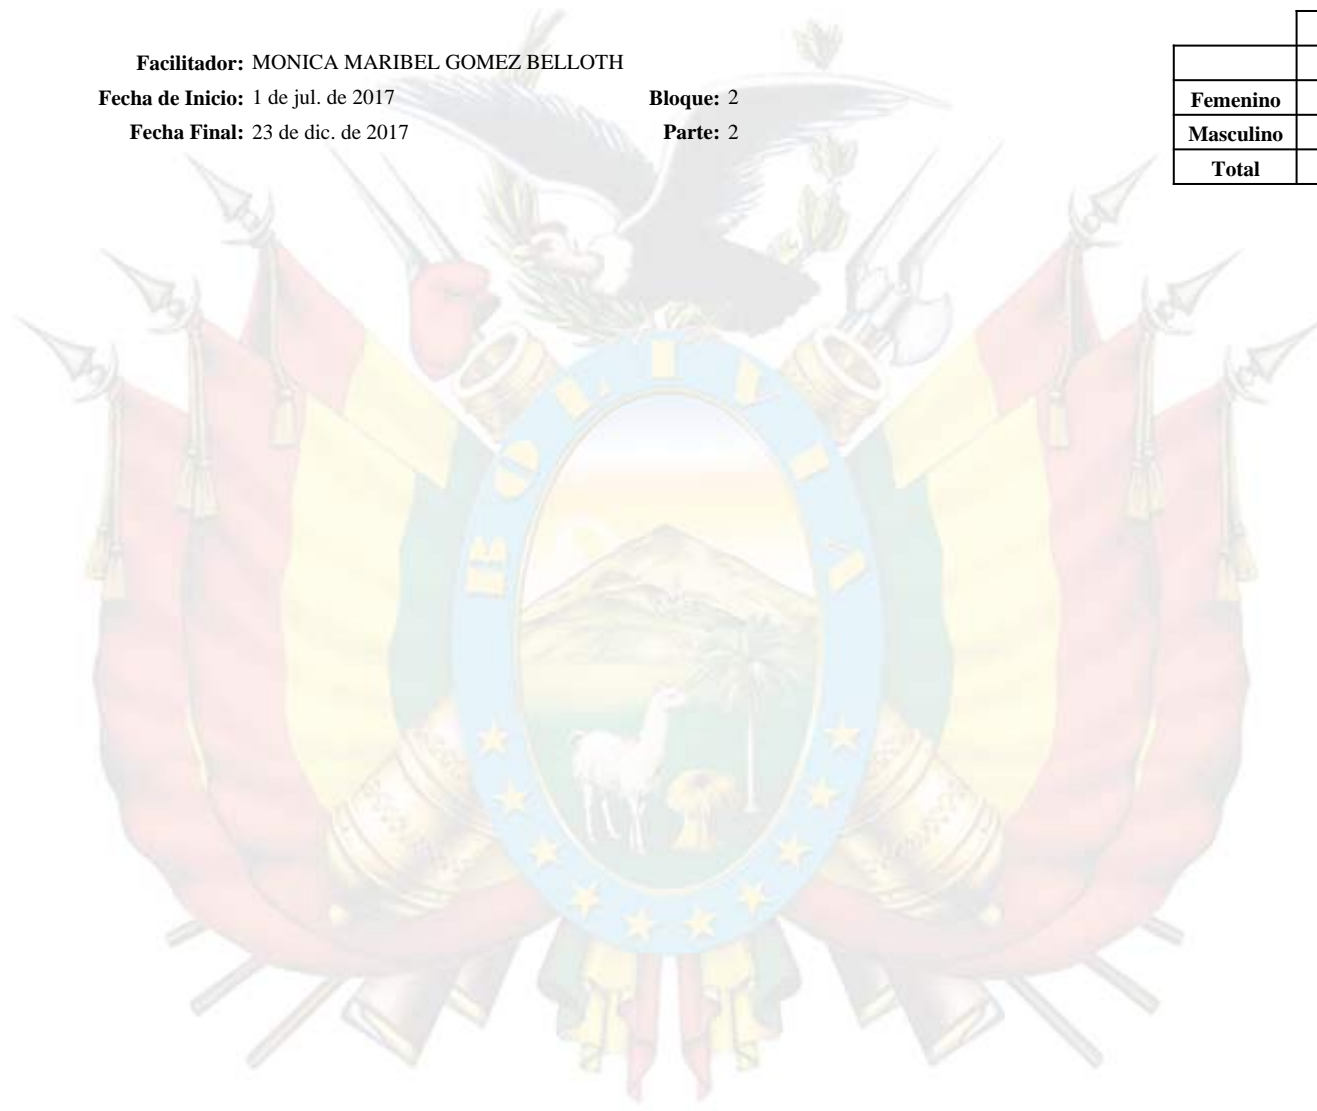 Facilitador: MONICA MARIBEL GOMEZ BELLOTH
Fecha de Inicio: 1 de jul. de 2017 Bloque: 2
Fecha Final: 23 de dic. de 2017 Parte: 2
Femenino
Masculino
Total
BOLIVIA